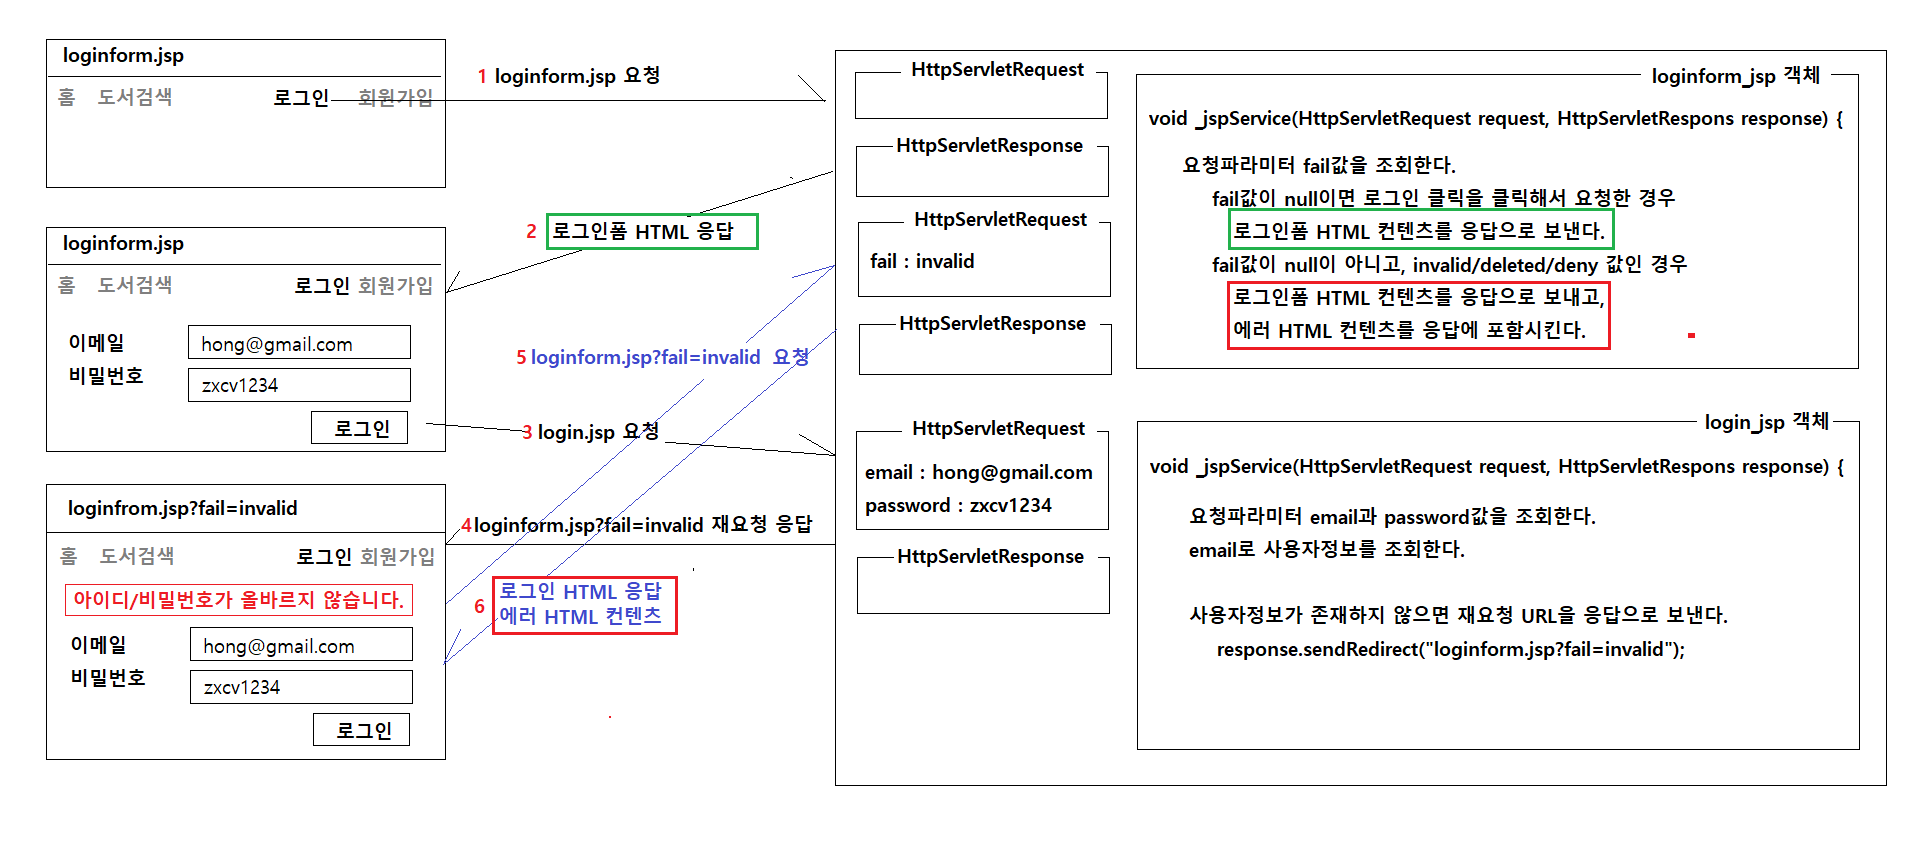 loginform.jsp
홈 도서검색 로그인 회원가입
loginform.jsp
홈 도서검색 로그인 회원가입
이메일 hong@gmail.com
비밀번호 zxcv1234
로그인
loginfrom.jsp?fail=invalid
홈 도서검색 로그인 회원가입
아이디/비밀번호가 올바르지 않습니다.
이메일 hong@gmail.com
비밀번호 zxcv1234
로그인
1 loginform.jsp 요청
2 로그인폼 HTML 응답
5 loginform.jsp?fail=invalid 요청
3 login.jsp 요청
4 loginform.jsp?fail=invalid 재요청 응답
6 로그인 HTML 응답
에러 HTML 컨텐츠
HttpServletRequest
HttpServletResponse
HttpServletRequest
fail : invalid
HttpServletResponse
HttpServletRequest
email : hong@gmail.com
password : zxcv1234
HttpServletResponse
loginform_jsp 객체
void _jspService(HttpServletRequest request, HttpServletRespons response) {
요청파라미터 fail값을 조회한다.
fail값이 null이면 로그인 클릭을 클릭해서 요청한 경우
로그인폼 HTML 컨텐츠를 응답으로 보낸다.
fail값이 null이 아니고, invalid/deleted/deny 값인 경우
로그인폼 HTML 컨텐츠를 응답으로 보내고,
에러 HTML 컨텐츠를 응답에 포함시킨다.
login_jsp 객체
void _jspService(HttpServletRequest request, HttpServletRespons response) {
요청파라미터 email과 password값을 조회한다.
email로 사용자정보를 조회한다.
사용자정보가 존재하지 않으면 재요청 URL을 응답으로 보낸다.
response.sendRedirect("loginform.jsp?fail=invalid");